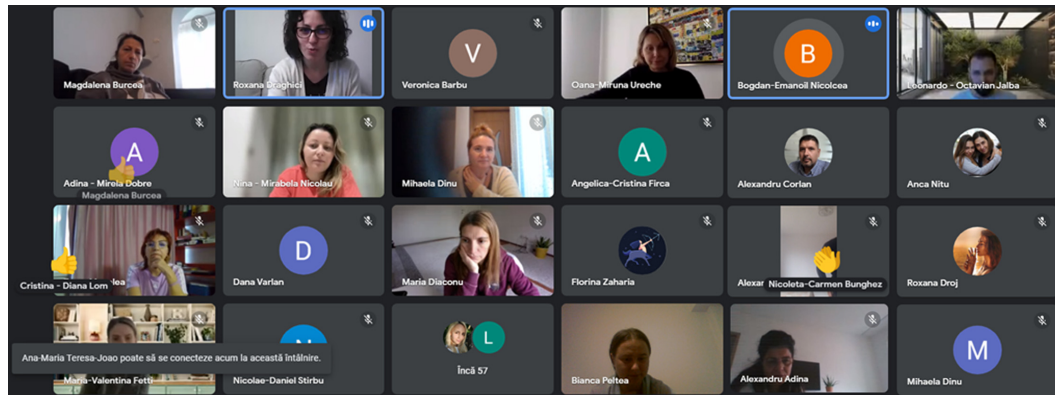 Magdalena Burcea
Roxana Draghici
V
Veronica Barbu
Oana-Miruna Ureche
B
Bogdan-Emanoil Nicolcea
Leonardo - Octavian Jalba
A
Adina - Mirela Dobre
Magdalena Burcea
Nina - Mirabela Nicolau
Mihaela Dinu
A
Angelica-Cristina Firca
Alexandru Corlan
Anca Nitu
Cristina - Diana Lom
D
Dana Varlan
Maria Diaconu
Florina Zaharia
Nicoleta-Carmen Bunghez
Roxana Droj
Ana-Maria Teresa-Joao poate să se conecteze acum la această întâlnire.
Maria-Valentina Fetti
Nicolae-Daniel Stirbu
L
Încă 57
Bianca Peltea
Alexandru Adina
M
Mihaela Dinu